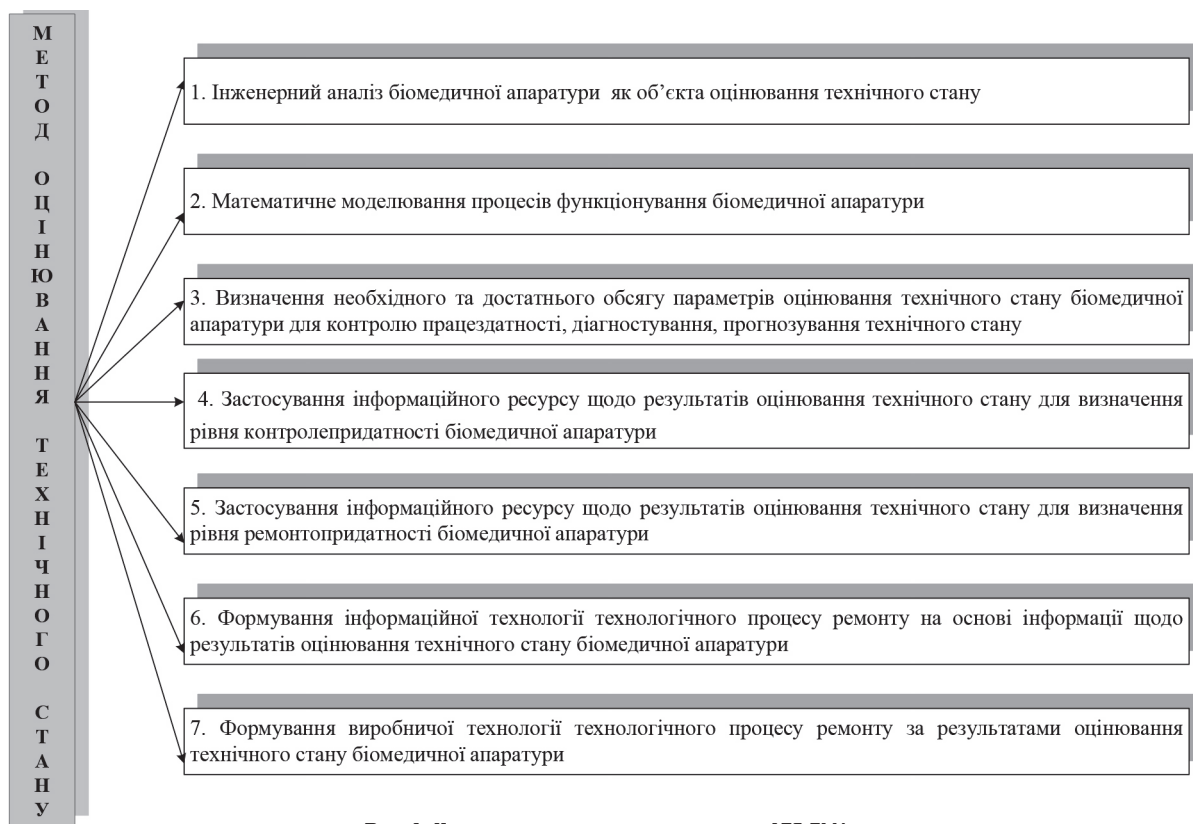 МЕТОД ОЦІНЮВАННЯ ТЕХНІЧНОГО СТАНУ
1. Інженерний аналіз біомедичної апаратури як об’єкта оцінювання технічного стану
2. Математичне моделювання процесів функціонування біомедичної апаратури
3. Визначення необхідного та достатнього обсягу параметрів оцінювання технічного стану біомедичної
апаратури для контролю працездатності, діагностування, прогнозування технічного стану
4. Застосування інформаційного ресурсу щодо результатів оцінювання технічного стану для визначення
рівня контролепридатності біомедичної апаратури
5. Застосування інформаційного ресурсу щодо результатів оцінювання технічного стану для визначення
рівня ремонтопридатності біомедичної апаратури
6. Формування інформаційної технології технологічного процесу ремонту на основі інформації щодо
результатів оцінювання технічного стану біомедичної апаратури
7. Формування виробничої технології технологічного процесу ремонту за результатами оцінювання
технічного стану біомедичної апаратури